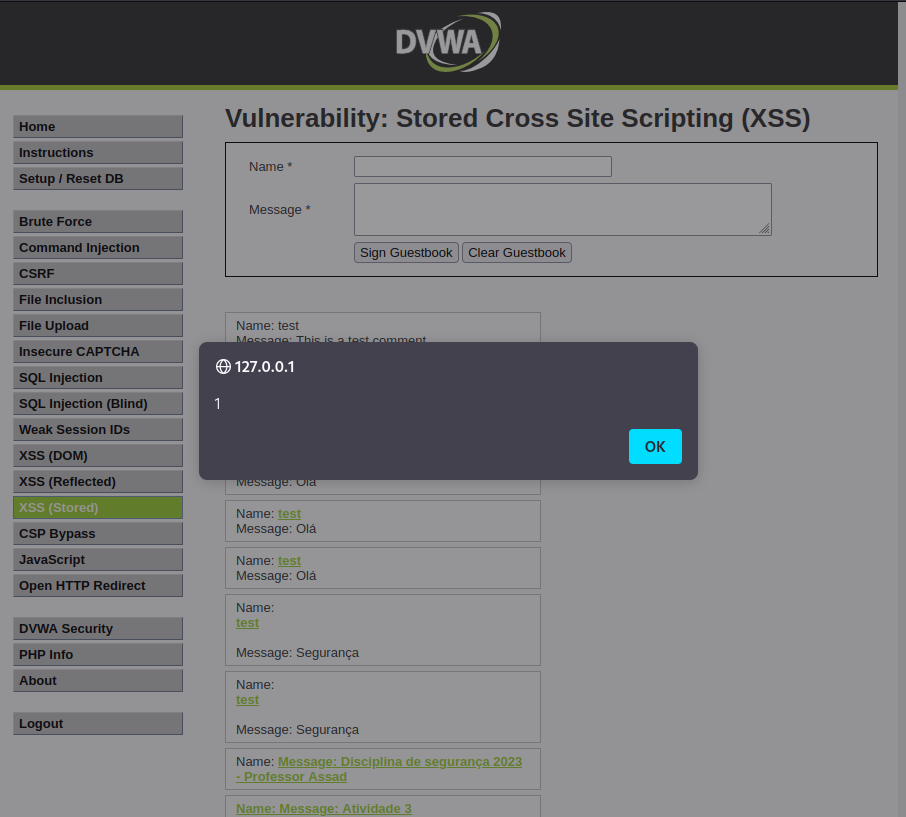 DVWA
Vulnerability: Stored Cross Site Scripting (XSS)
Home
Instructions
Setup / Reset DB
Brute Force
Command Injection
CSRF
File Inclusion
File Upload
Insecure CAPTCHA
SQL Injection
SQL Injection (Blind)
Weak Session IDs
XSS (DOM)
XSS (Reflected)
XSS (Stored)
CSP Bypass
JavaScript
Open HTTP Redirect
DVWA Security
PHP Info
About
Logout
Name *
Message *
Sign Guestbook Clear Guestbook
Name: test
Message: This is a test comment.
127.0.0.1
1
OK
Message: Olá
Name: test
Message: Olá
Name: test
Message: Olá
Name:
test
Message: Segurança
Name:
test
Message: Segurança
Name: Message: Disciplina de segurança 2023
- Professor Assad
Name: Message: Atividade 3